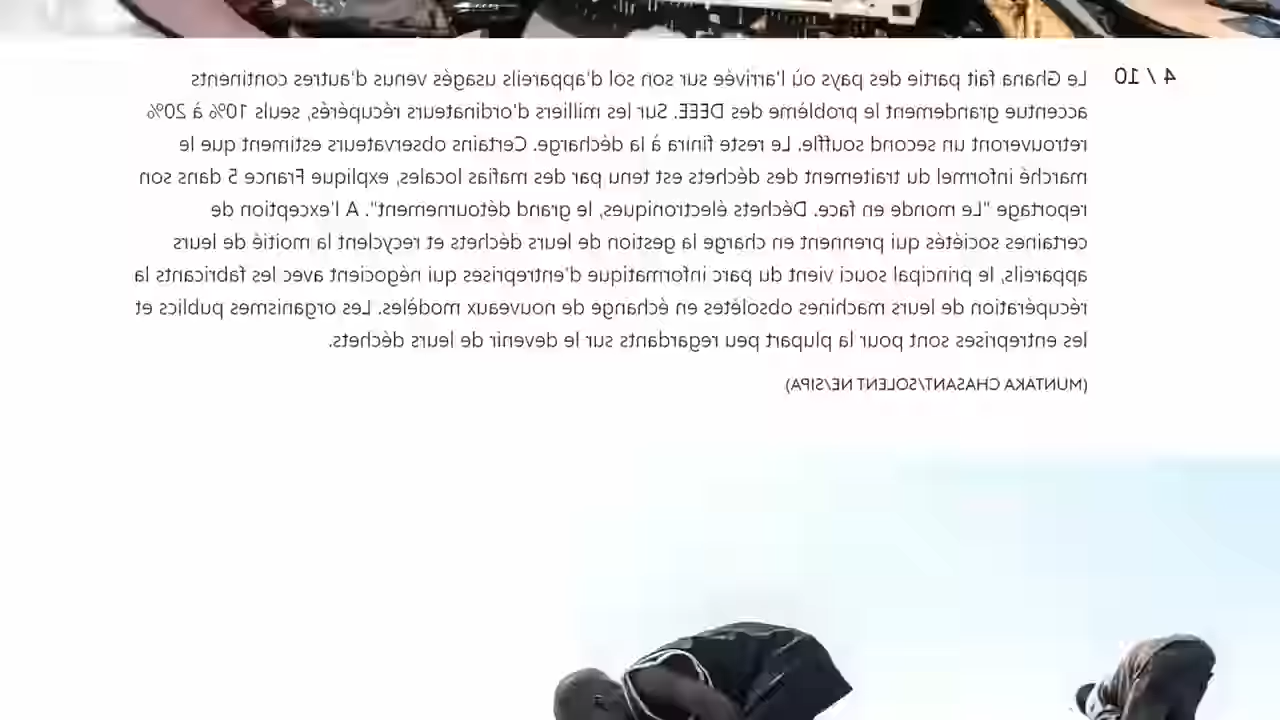 4 / 10
Le Ghana fait partie des pays où l'arrivée sur son sol d'appareils usagés venus d'autres continents
accentue grandement le problème des DEEE. Sur les milliers d'ordinateurs récupérés, seuls 10% à 20%
retrouveront un second souffle. Le reste finira à la décharge. Certains observateurs estiment que le
marché informel du traitement des déchets est tenu par des mafias locales, explique France 5 dans son
reportage "Le monde en face. Déchets électroniques, le grand détournement". A l'exception de
certaines sociétés qui prennent en charge la gestion de leurs déchets et recyclent la moitié de leurs
appareils, le principal souci vient du parc informatique d'entreprises qui négocient avec les fabricants la
récupération de leurs machines obsolètes en échange de nouveaux modèles. Les organismes publics et
les entreprises sont pour la plupart peu regardants sur le devenir de leurs déchets.
(MUNTAKA CHASANT/SOLENT NE/SIPA)